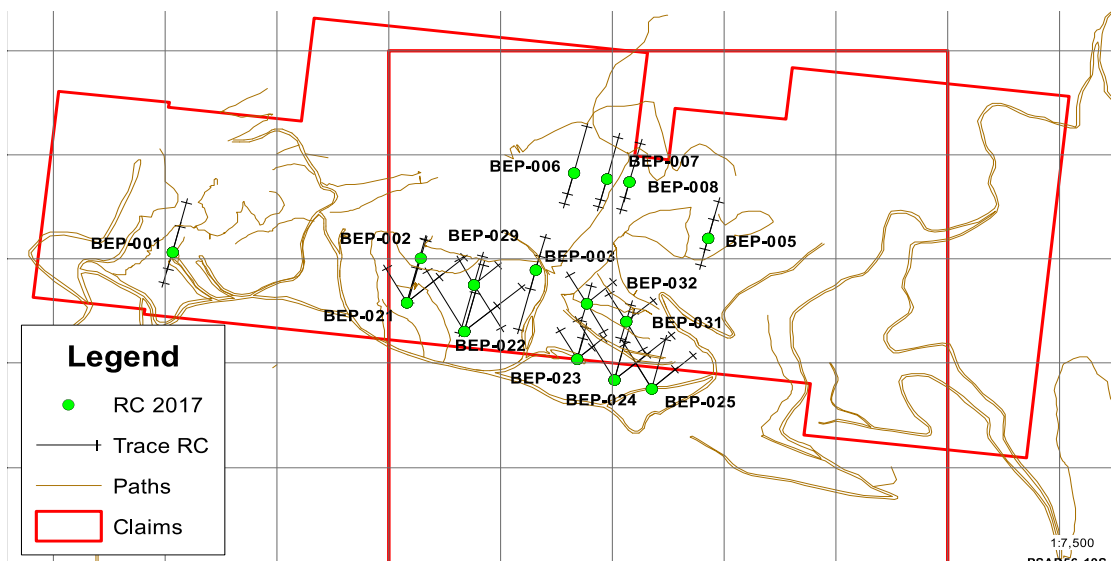 BEP-006
BEP-007
BEP-008
BEP-001
BEP-002
BEP-029
BEP-005
BEP-003
BEP-021
BEP-032
BEP-022
BEP-031
BEP-023
BEP-024
BEP-025
Legend
RC 2017
Trace RC
Paths
Claims
1:7,500